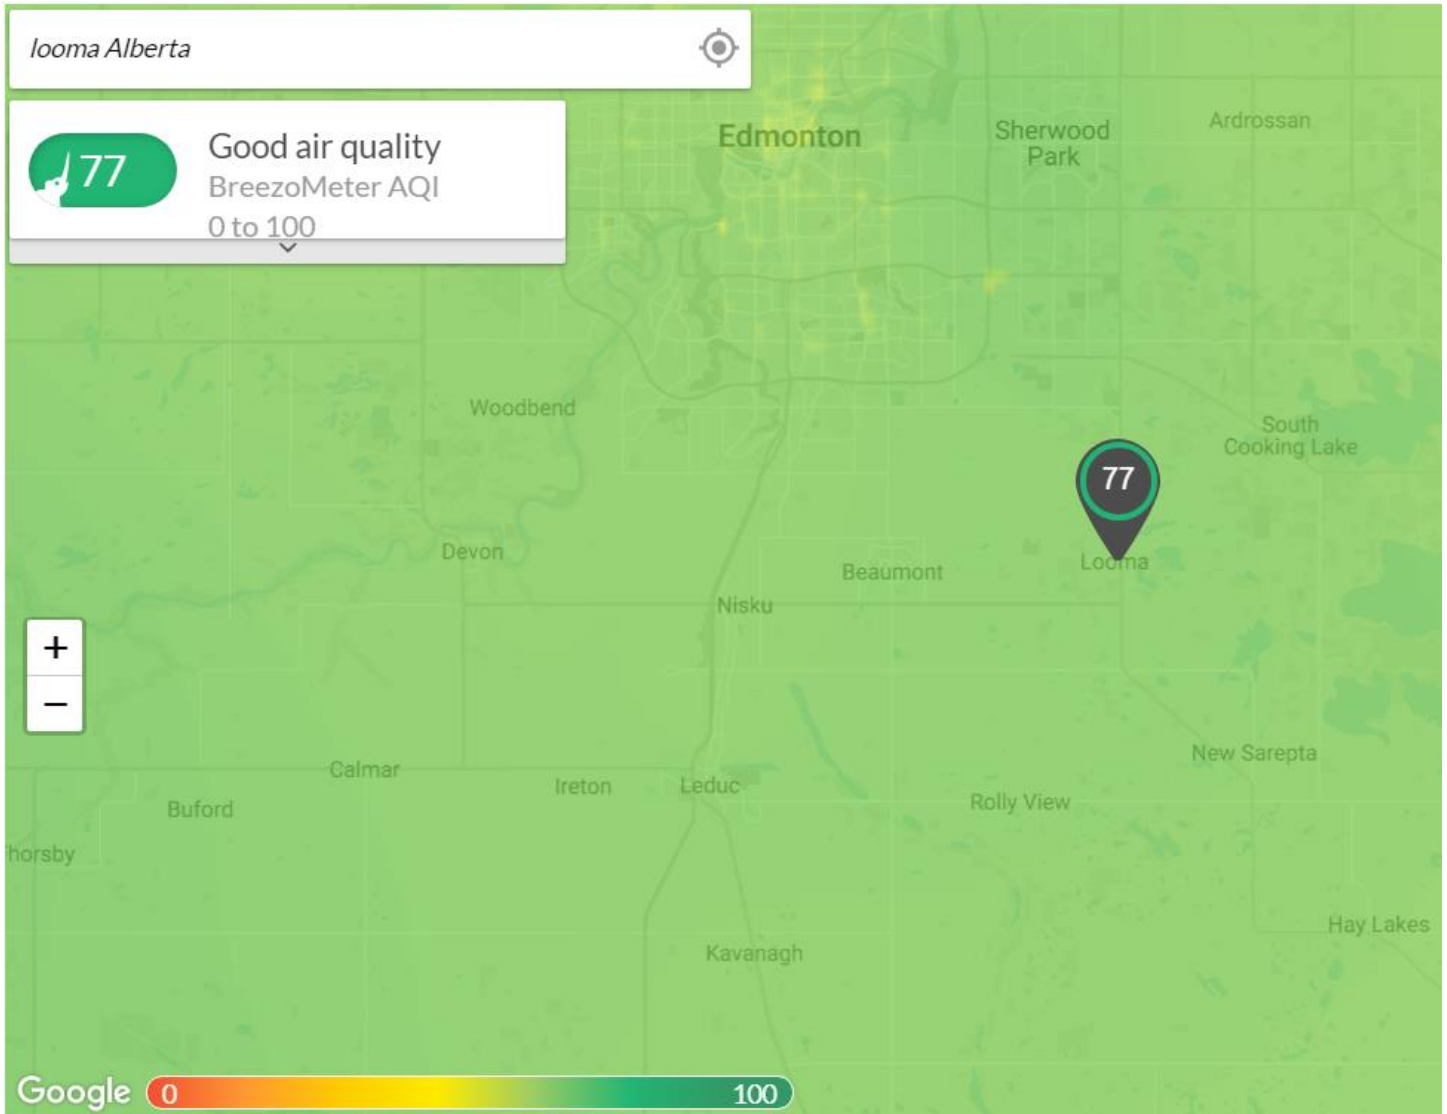 looma Alberta
77
Good air quality
BreezoMeter AQI
0 to 100
Edmonton
Sherwood
Park
Ardrossan
Woodbend
South
Cooking Lake
77
Devon
Beaumont
Looma
Nisku
+
−
New Sarepta
Calmar
Ireton
Leduc
Rolly View
Buford
Thorsby
Hay Lakes
Kavanagh
Google
0
100